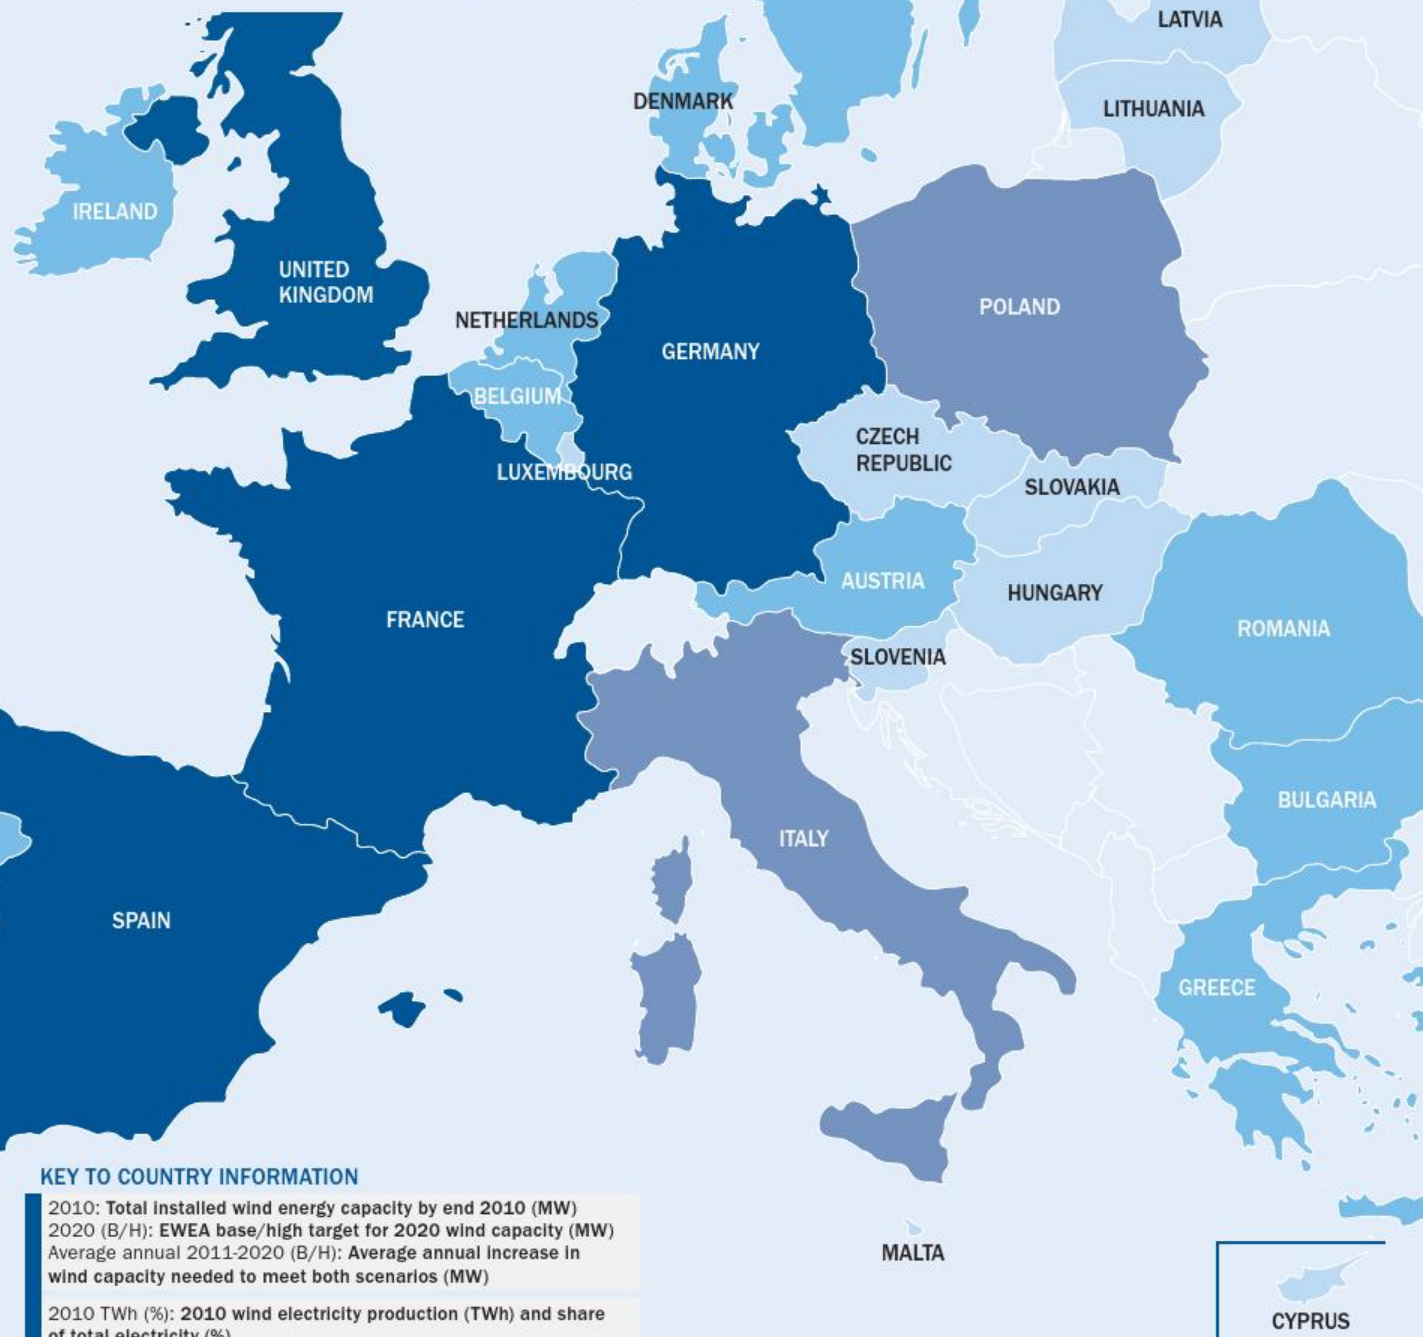 LATVIA
LITHUANIA
DENMARK
IRELAND
UNITED
KINGDOM
POLAND
NETHERLANDS
GERMANY
BELGIUM
CZECH
REPUBLIC
LUXEMBOURG
SLOVAKIA
AUSTRIA
HUNGARY
FRANCE
ROMANIA
SLOVENIA
BULGARIA
ITALY
SPAIN
GREECE
KEY TO COUNTRY INFORMATION
2010: Total installed wind energy capacity by end 2010 (MW)
2020 (B/H): EWEA base/high target for 2020 wind capacity (MW)
Average annual 2011-2020 (B/H): Average annual increase in
wind capacity needed to meet both scenarios (MW)
2010 TWh (%): 2010 wind electricity production (TWh) and share
of total electricity (%)
MALTA
CYPRUS